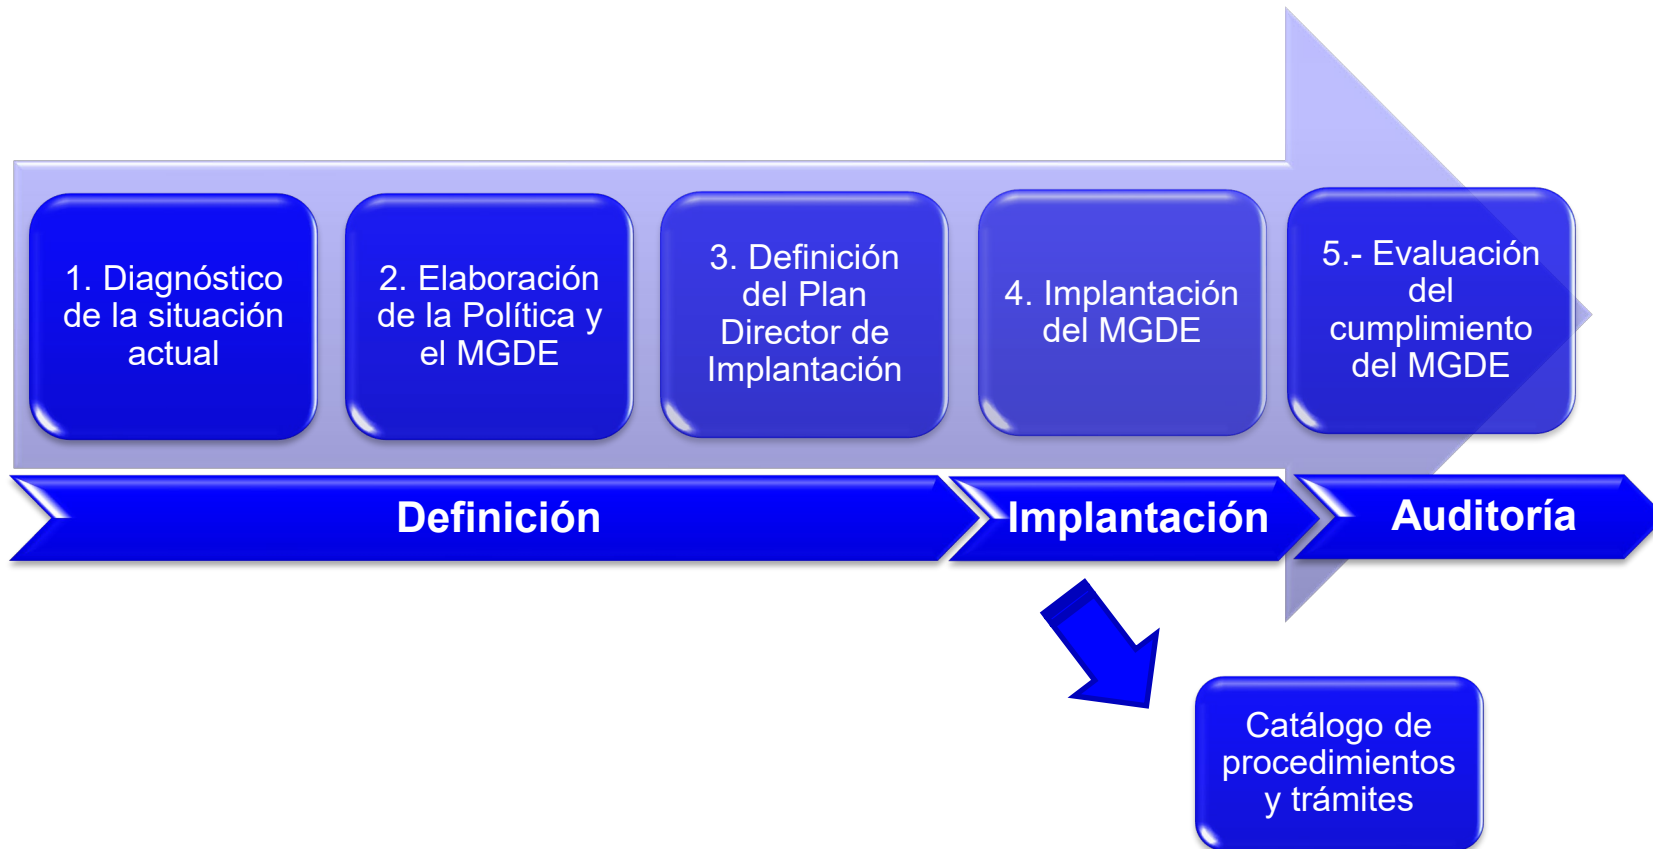 1. Diagnóstico
de la situación
actual
2. Elaboración
de la Política y
el MGDE
3. Definición
del Plan
Director de
Implantación
4. Implantación
del MGDE
5.- Evaluación
del
cumplimiento
del MGDE
Definición
Implantación
Auditoría
Catálogo de
procedimientos
y trámites